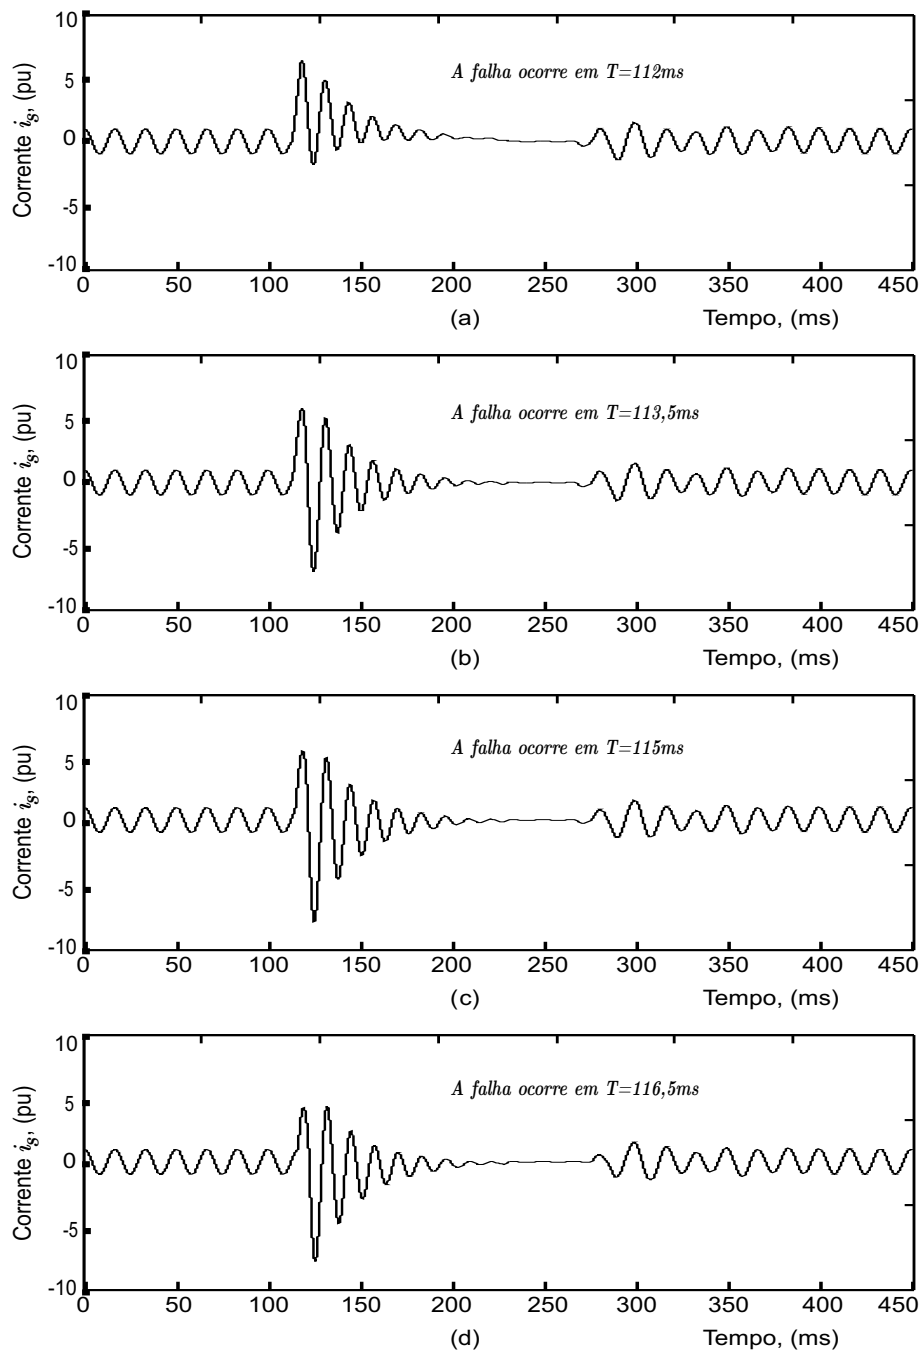 10
5
0
-5
-10
Corrente is, (pu)
A falha ocorre em T=112ms
0 50 100 150 200 250 300 350 400 450
(a) Tempo, (ms)
10
5
0
-5
-10
Corrente is, (pu)
A falha ocorre em T=113,5ms
0 50 100 150 200 250 300 350 400 450
(b) Tempo, (ms)
10
5
0
-5
-10
Corrente is, (pu)
A falha ocorre em T=115ms
0 50 100 150 200 250 300 350 400 450
(c) Tempo, (ms)
10
5
0
-5
-10
Corrente is, (pu)
A falha ocorre em T=116,5ms
0 50 100 150 200 250 300 350 400 450
(d) Tempo, (ms)